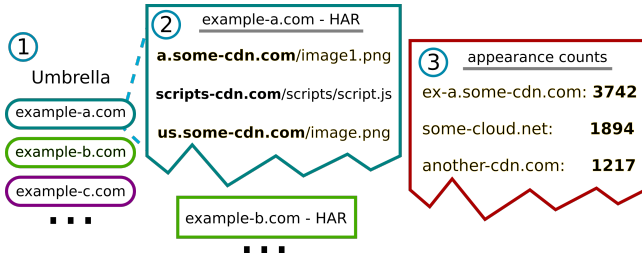 1
Umbrella
example-a.com
example-b.com
example-c.com
...
2
example-a.com - HAR
a.some-cdn.com/image1.png
scripts-cdn.com/scripts/script.js
us.some-cdn.com/image.png
example-b.com - HAR
...
3
appearance counts
ex-a.some-cdn.com: 3742
some-cloud.net: 1894
another-cdn.com: 1217